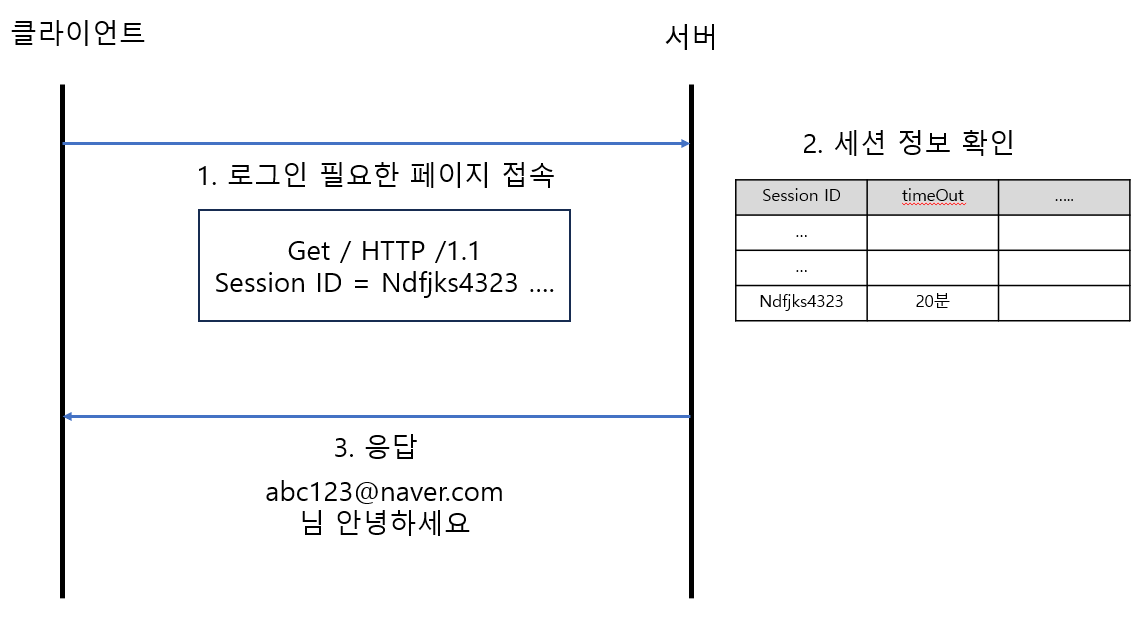 클라이언트
서버
1. 로그인 필요한 페이지 접속
Get / HTTP /1.1
Session ID = Ndfjks4323 ....
2. 세션 정보 확인
Session ID timeOut .....
...
...
Ndfjks4323 20분
3. 응답
abc123@naver.com
님 안녕하세요